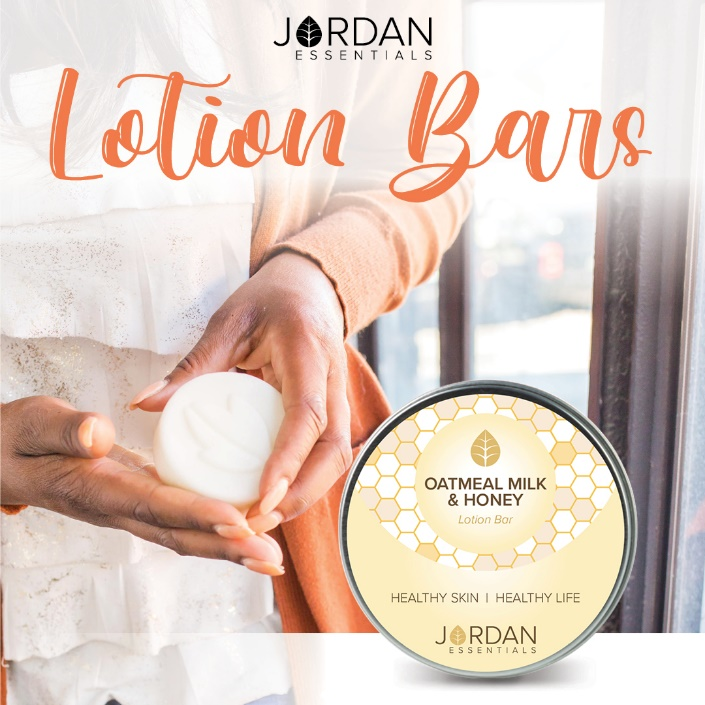 JORDAN
ESSENTIALS
Lotion Bars
OATMEAL MILK
& HONEY
Lotion Bar
HEALTHY SKIN | HEALTHY LIFE
JORDAN
ESSENTIALS